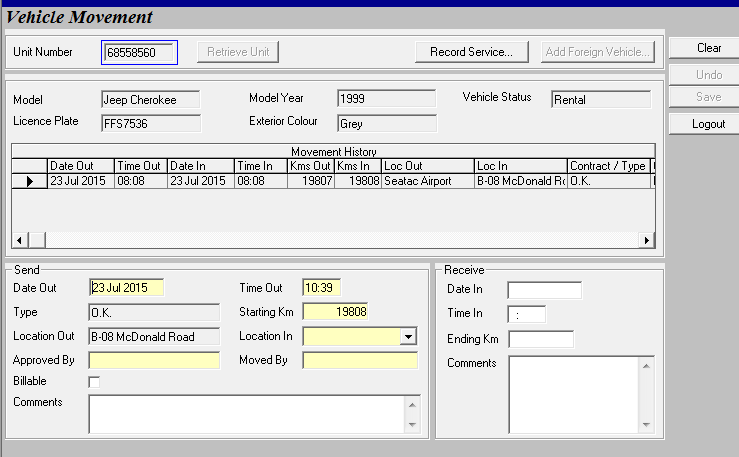 Vehicle Movement
Unit Number 68558560 Retrieve Unit Record Service... Add Foreign Vehicle... Clear
Undo
Save
Logout
Model Jeep Cherokee Model Year 1999 Vehicle Status Rental
Licence Plate FFS7536 Exterior Colour Grey
Movement History
Date Out Time Out Date In Time In Kms Out Kms In Loc Out Loc In Contract / Type
23 Jul 2015 08:08 23 Jul 2015 08:08 19807 19808 Seatac Airport B-08 McDonald O.K.
Send
Date Out 23 Jul 2015 Time Out 10:39
Type O.K. Starting Km 19808
Location Out B-08 McDonald Road Location In
Approved By Moved By
Billable
Comments
Receive
Date In
Time In :
Ending Km
Comments